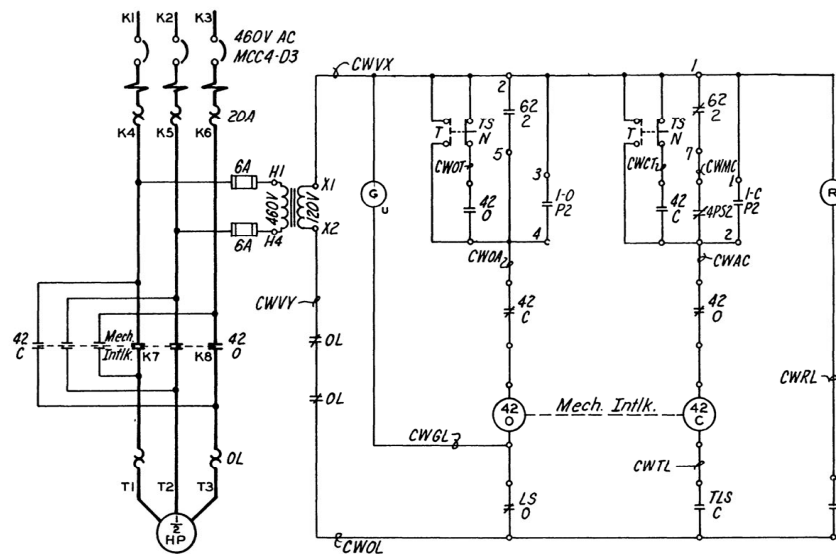 K1 K2 K3
460V AC
MCC4-D3
20A
K4 K5 K6
6A H1
460V 120V
X1
X2
6A H4
42
C
Mech.
Intlk.
K7 K8
42
O
OL
T1 T2 T3
1/2
HP
CWVX
CWVY
OL
OL
CWOL
G
U
CWGL
2
62
2
T TS
N
5
CWOT
42
O
3
1-O
P2
4
CWOA
42
C
42
O
Mech. Intlk.
LS
O
1
62
2
T TS
N
7
CWMC
CWCT
42
C
4PS2
1
1-C
P2
2
CWAC
42
O
42
C
CWTL
TLS
C
R
CWRL